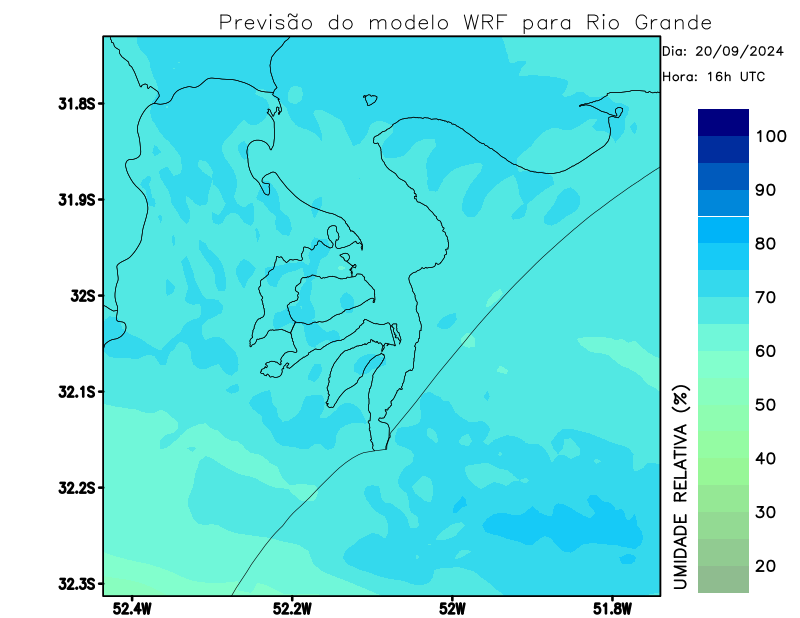 Previsão do modelo WRF para Rio Grande
Dia: 20/09/2024
Hora: 16h UTC
31.8S
31.9S
32S
32.1S
32.2S
32.3S
52.4W
52.2W
52W
51.8W
100
90
80
70
60
50
40
30
20
UMIDADE RELATIVA (%)